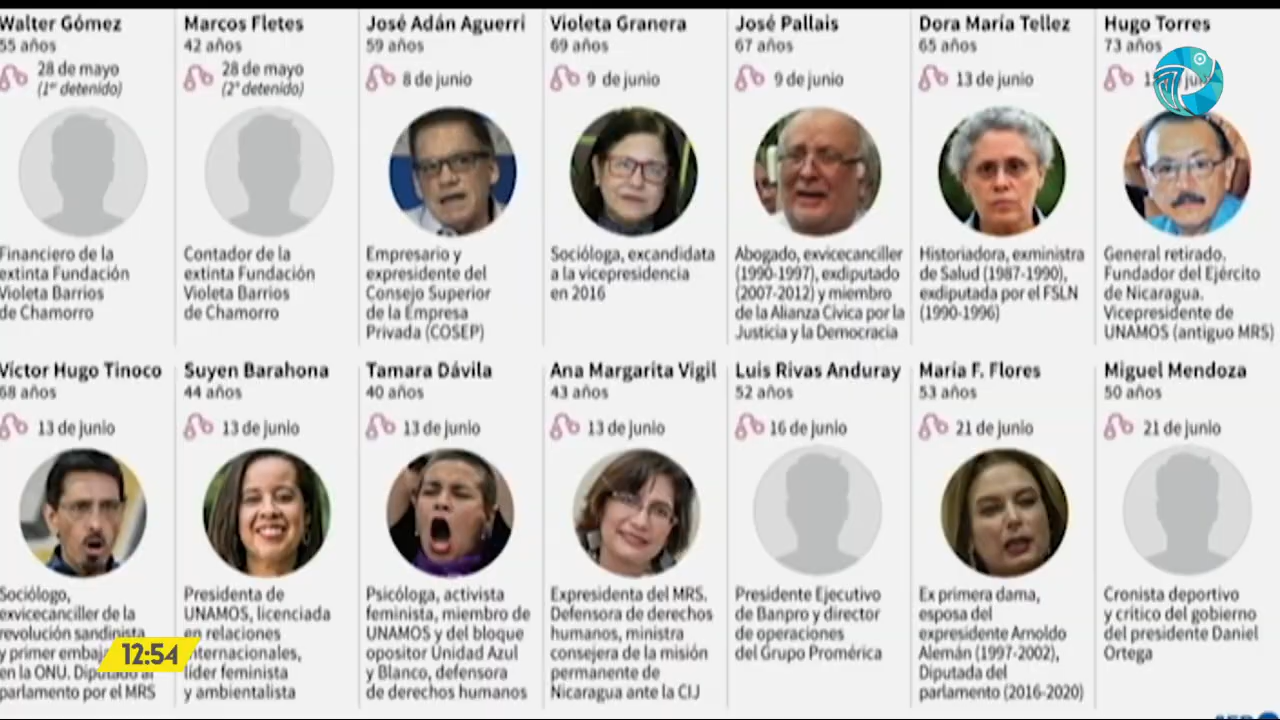 Walter Gómez
55 años
28 de mayo
(1er detenido)
Financiero de la
extinta Fundación
Violeta Barrios
de Chamorro
Marcos Fletes
42 años
28 de mayo
(2° detenido)
Contador de la
extinta Fundación
Violeta Barrios
de Chamorro
José Adán Aguerri
59 años
8 de junio
Empresario y
expresidente del
Consejo Superior
de la Empresa
Privada (COSEP)
Violeta Granera
69 años
9 de junio
Socióloga, excandidata
a la vicepresidencia
en 2016
José Pallais
67 años
9 de junio
Abogado, exvicecanciller
(1990-1997), exdiputado
(2007-2012) y miembro
de la Alianza Cívica por la
Justicia y la Democracia
Dora María Tellez
65 años
13 de junio
Historiadora, exministra
de Salud (1987-1990),
exdiputada por el FSLN
(1990-1996)
Hugo Torres
73 años
General retirado.
Fundador del Ejército
de Nicaragua.
Vicepresidente de
UNAMOS (antiguo MRS)
Víctor Hugo Tinoco
68 años
13 de junio
Sociólogo,
exvicecanciller de la
revolución sandinista
y primer
en la ONU. Diputado al
parlamento por el MRS
Suyen Barahona
44 años
13 de junio
Presidenta de
UNAMOS, licenciada
en relaciones
internacionales,
líder feminista
y ambientalista
Tamara Dávila
40 años
13 de junio
Psicóloga, activista
feminista, miembro de
UNAMOS y del bloque
opositor Unidad Azul
y Blanco, defensora
de derechos humanos
Ana Margarita Vigil
43 años
13 de junio
Expresidenta del MRS.
Defensora de derechos
humanos, ministra
consejera de la misión
permanente de
Nicaragua ante la CIJ
Luis Rivas Anduray
52 años
16 de junio
Presidente Ejecutivo
de Banpro y director
de operaciones
del Grupo Promérica
María F. Flores
53 años
21 de junio
Ex primera dama,
esposa del
expresidente Arnoldo
Alemán (1997-2002),
Diputada del
parlamento (2016-2020)
Miguel Mendoza
50 años
21 de junio
Cronista deportivo
y crítico del gobierno
del presidente Daniel
Ortega
12:54